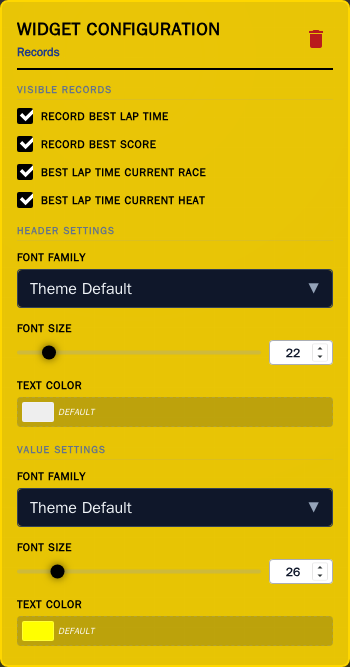 WIDGET CONFIGURATION
Records
VISIBLE RECORDS
RECORD BEST LAP TIME
RECORD BEST SCORE
BEST LAP TIME CURRENT RACE
BEST LAP TIME CURRENT HEAT
HEADER SETTINGS
FONT FAMILY
Theme Default
FONT SIZE
22
TEXT COLOR
DEFAULT
VALUE SETTINGS
FONT FAMILY
Theme Default
FONT SIZE
26
TEXT COLOR
DEFAULT